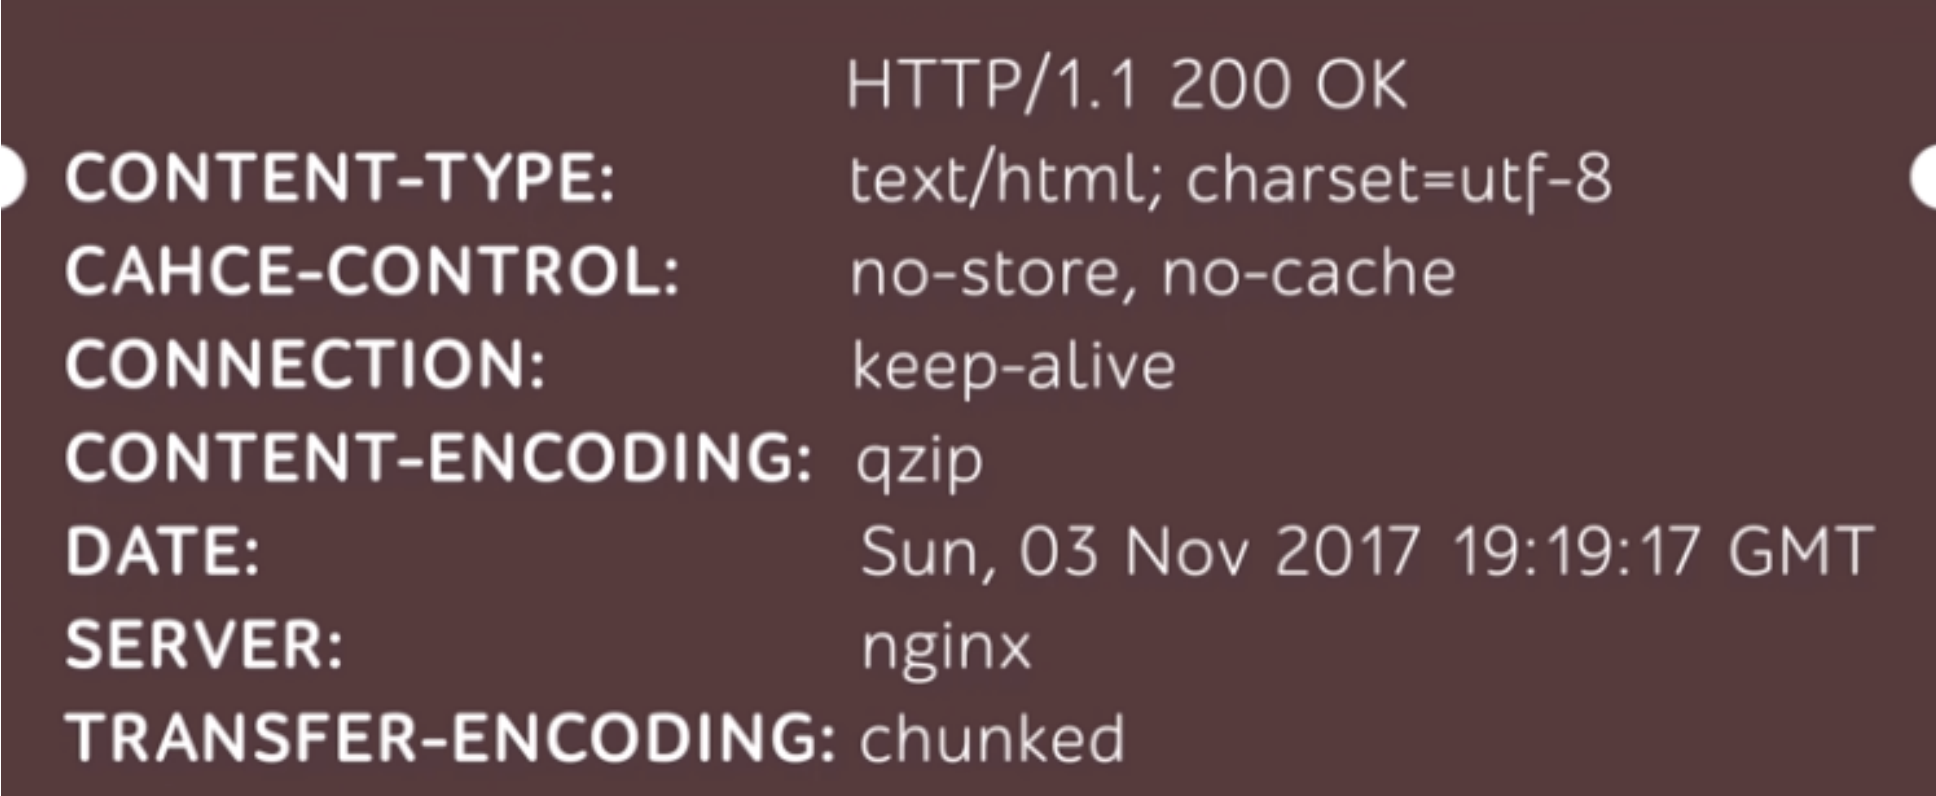 HTTP/1.1 200 OK
CONTENT-TYPE: text/html; charset=utf-8
CAHCE-CONTROL: no-store, no-cache
CONNECTION: keep-alive
CONTENT-ENCODING: qzip
DATE: Sun, 03 Nov 2017 19:19:17 GMT
SERVER: nginx
TRANSFER-ENCODING: chunked